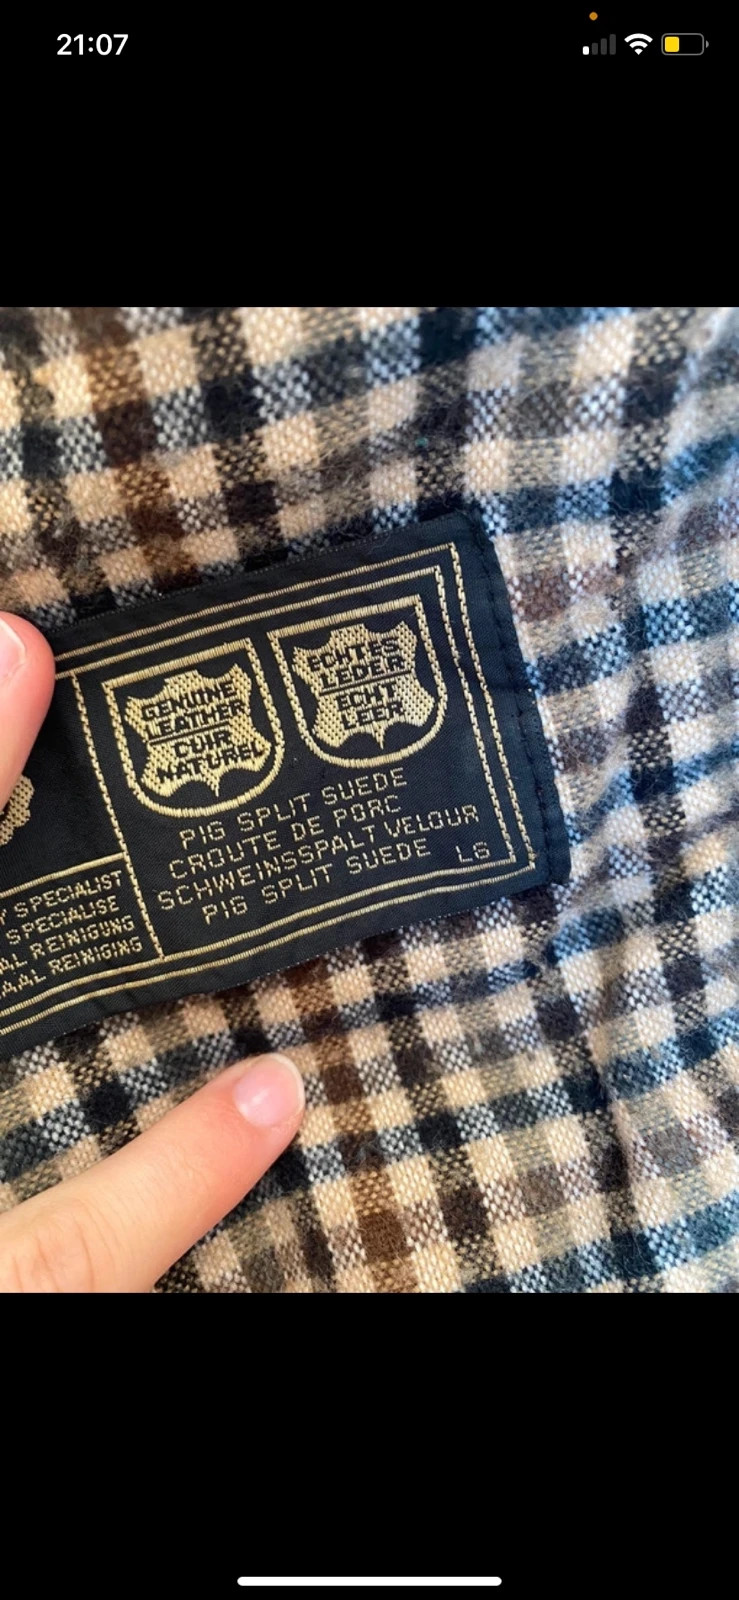 21:07
GENUINE
LEATHER
CUIR
NATUREL
ECHTES
LEDER
ECHT
LEER
PIG SPLIT SUEDE
CROUTE DE PORC
SCHWEINSSPALT VELOUR
PIG SPLIT SUEDE LG
SPECIALIST
SPECIALISE
REINIGUNG
REINIGING